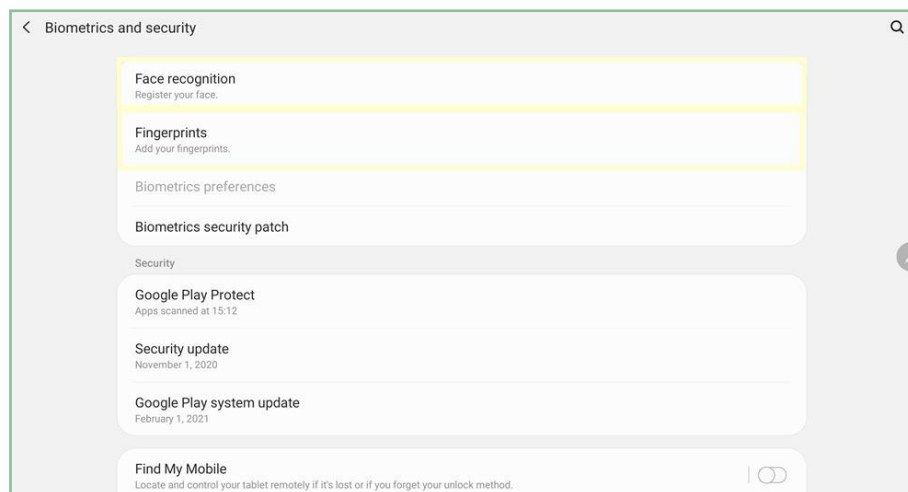 Biometrics and security
Face recognition
Register your face.
Fingerprints
Add your fingerprints.
Biometrics preferences
Biometrics security patch
Security
Google Play Protect
Apps scanned at 15:12
Security update
November 1, 2020
Google Play system update
February 1, 2021
Find My Mobile
Locate and control your tablet remotely if it's lost or if you forget your unlock method.